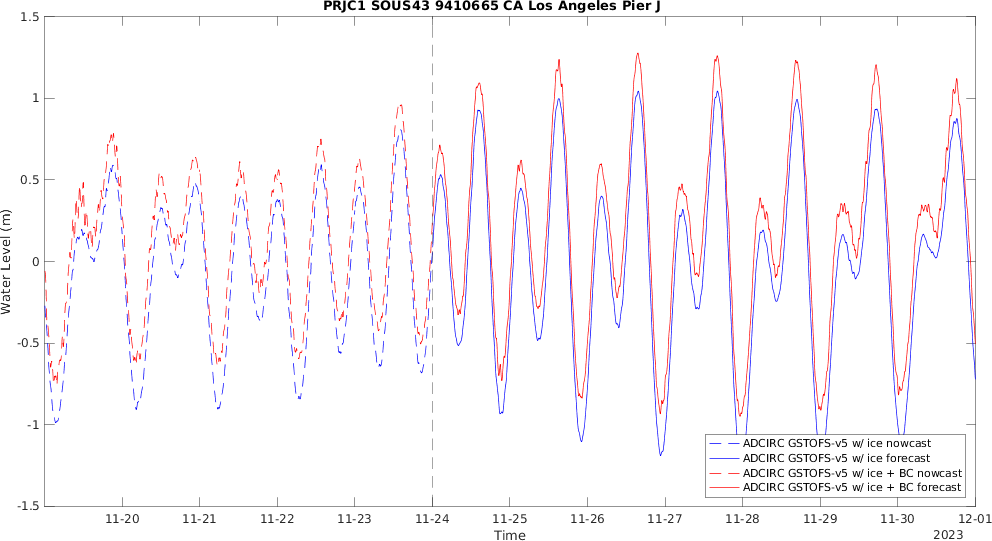 PRJC1 SOUS43 9410665 CA Los Angeles Pier J
Water Level (m)
1.5
1
0.5
0
-0.5
-1
-1.5
ADCIRC GSTOFS-v5 w/ ice nowcast
ADCIRC GSTOFS-v5 w/ ice forecast
ADCIRC GSTOFS-v5 w/ ice + BC nowcast
ADCIRC GSTOFS-v5 w/ ice + BC forecast
11-20 11-21 11-22 11-23 11-24 11-25 11-26 11-27 11-28 11-29 11-30 12-01
Time
2023